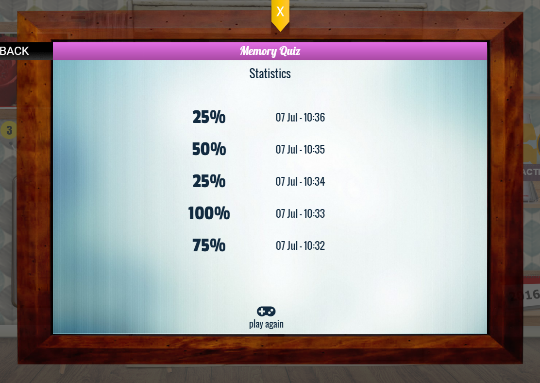 X
BACK
Memory Quiz
Statistics
3
25% 07 Jul - 10:36
50% 07 Jul - 10:35
25% 07 Jul - 10:34
100% 07 Jul - 10:33
75% 07 Jul - 10:32
play again